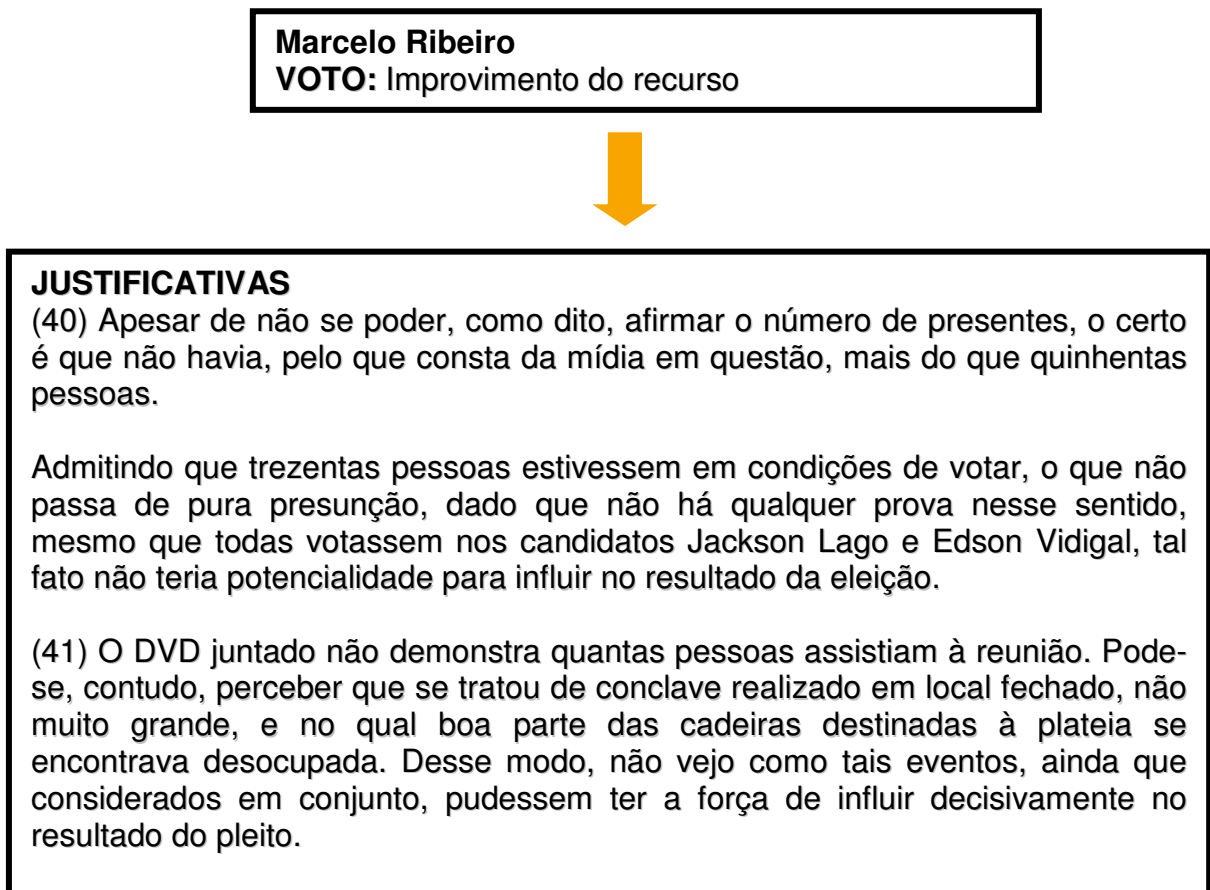 Marcelo Ribeiro
VOTO: Improvimento do recurso
JUSTIFICATIVAS
(40) Apesar de não se poder, como dito, afirmar o número de presentes, o certo
é que não havia, pelo que consta da mídia em questão, mais do que quinhentas
pessoas.
Admitindo que trezentas pessoas estivessem em condições de votar, o que não
passa de pura presunção, dado que não há qualquer prova nesse sentido,
mesmo que todas votassem nos candidatos Jackson Lago e Edson Vidigal, tal
fato não teria potencialidade para influir no resultado da eleição.
(41) O DVD juntado não demonstra quantas pessoas assistiam à reunião. Pode-
se, contudo, perceber que se tratou de conclave realizado em local fechado, não
muito grande, e no qual boa parte das cadeiras destinadas à plateia se
encontrava desocupada. Desse modo, não vejo como tais eventos, ainda que
considerados em conjunto, pudessem ter a força de influir decisivamente no
resultado do pleito.